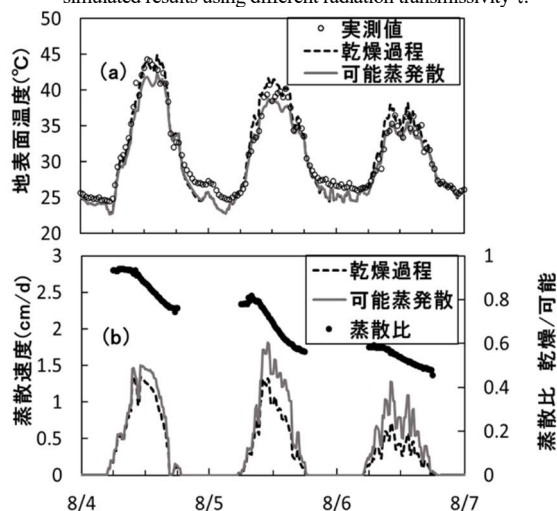 simulated results using different radiation transmissivity τ.
(a)
実測値
乾燥過程
可能蒸発散
地表面温度(℃)
50
45
40
35
30
25
20
(b)
乾燥過程
可能蒸発散
蒸散比
蒸散速度(cm/d)
3
2.5
2
1.5
1
0.5
0
蒸散比 乾燥/可能
1
0.8
0.6
0.4
0.2
0
8/4 8/5 8/6 8/7